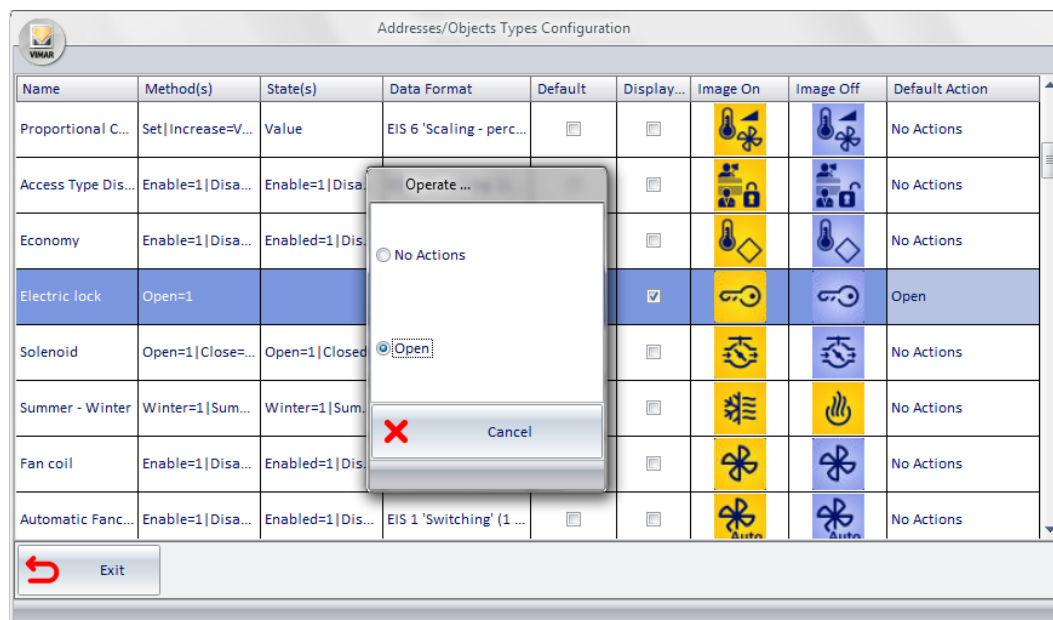 Addresses/Objects Types Configuration
VIMAR
Name Method(s) State(s) Data Format Default Display... Image On Image Off Default Action
Proportional C... Set|Increase=V... Value EIS 6 'Scaling - perc... No Actions
Access Type Dis... Enable=1|Disa... Enable=1|Disa. No Actions
Economy Enable=1|Disa... Enabled=1|Dis. No Actions
Electric lock Open=1 Open
Solenoid Open=1|Close=... Open=1|Closed No Actions
Summer - Winter Winter=1|Sum... Winter=1|Sum. No Actions
Fan coil Enable=1|Disa... Enabled=1|Dis. No Actions
Automatic Fanc... Enable=1|Disa... Enabled=1|Dis... EIS 1 'Switching' (1 ... Auto Auto No Actions
Operate ...
No Actions
Open
Cancel
Exit